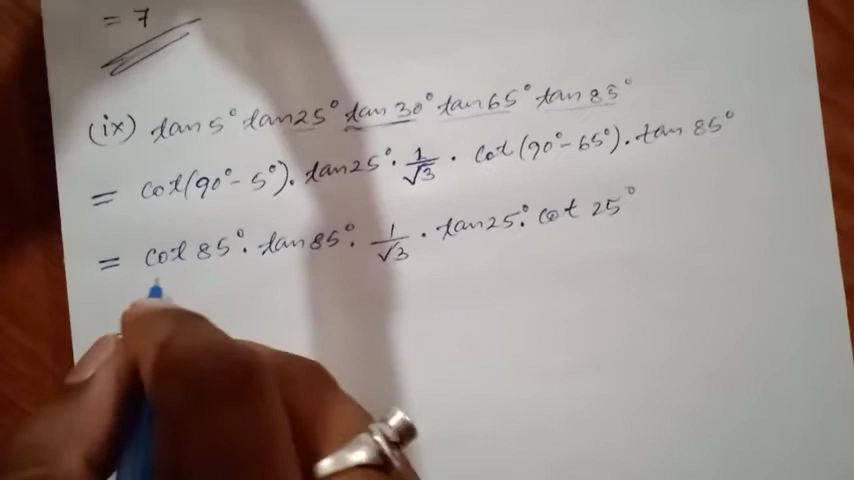 = 7
(ix) tan 5° tan 25° tan 30° tan 65° tan 85°
= cot(90° - 5°). tan 25° · 1/√3 · cot(90° - 65°). tan 85°
= cot 85° · tan 85° · 1/√3 · tan 25° · cot 25°